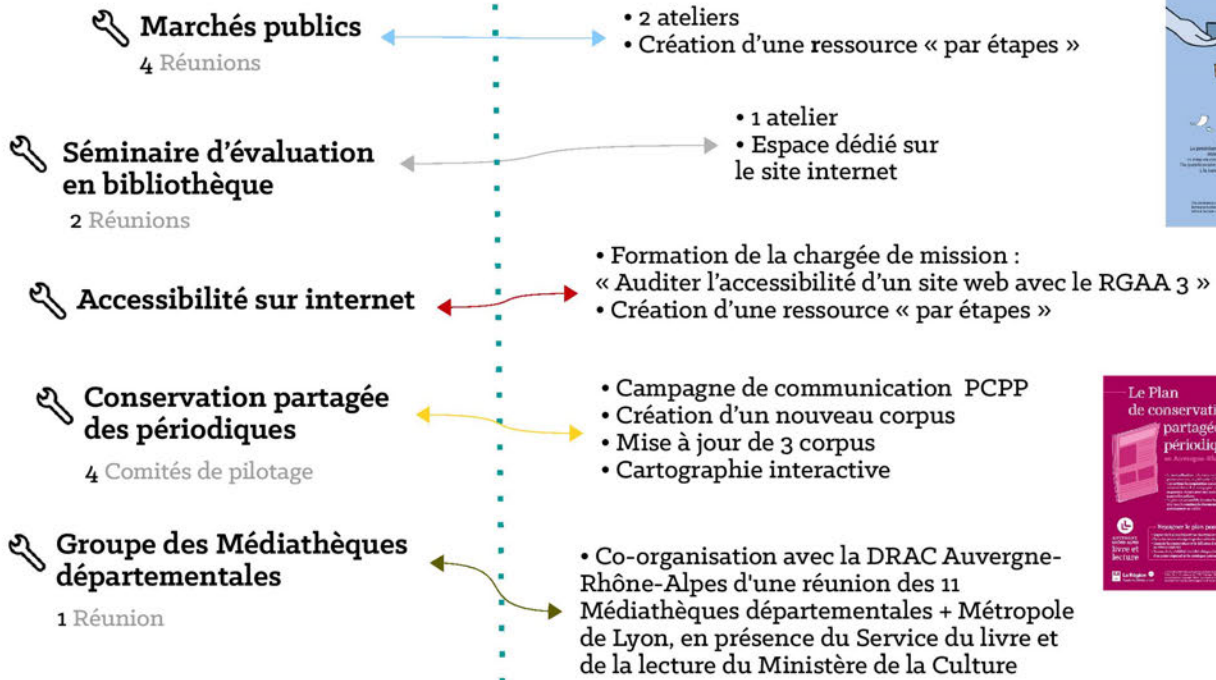 Marchés publics
4 Réunions
• 2 ateliers
• Création d'une ressource « par étapes »
Séminaire d'évaluation
en bibliothèque
2 Réunions
• 1 atelier
• Espace dédié sur
le site internet
Accessibilité sur internet
• Formation de la chargée de mission :
« Auditer l'accessibilité d'un site web avec le RGAA 3 »
• Création d'une ressource « par étapes »
Conservation partagée
des périodiques
4 Comités de pilotage
• Campagne de communication PCPP
• Création d'un nouveau corpus
• Mise à jour de 3 corpus
• Cartographie interactive
Le Plan
de conservati
partagée
périodiq
livre et
lecture
La Région
Groupe des Médiathèques
départementales
1 Réunion
• Co-organisation avec la DRAC Auvergne-
Rhône-Alpes d'une réunion des 11
Médiathèques départementales + Métropole
de Lyon, en présence du Service du livre et
de la lecture du Ministère de la Culture